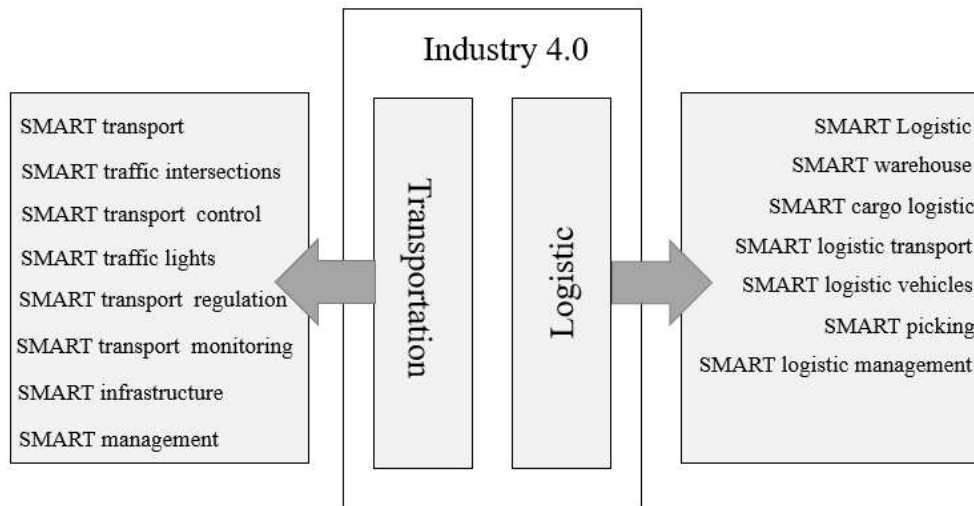 Industry 4.0
SMART transport
SMART traffic intersections
SMART transport control
SMART traffic lights
SMART transport regulation
SMART transport monitoring
SMART infrastructure
SMART management
Transportation
Logistic
SMART Logistic
SMART warehouse
SMART cargo logistic
SMART logistic transport
SMART logistic vehicles
SMART picking
SMART logistic management